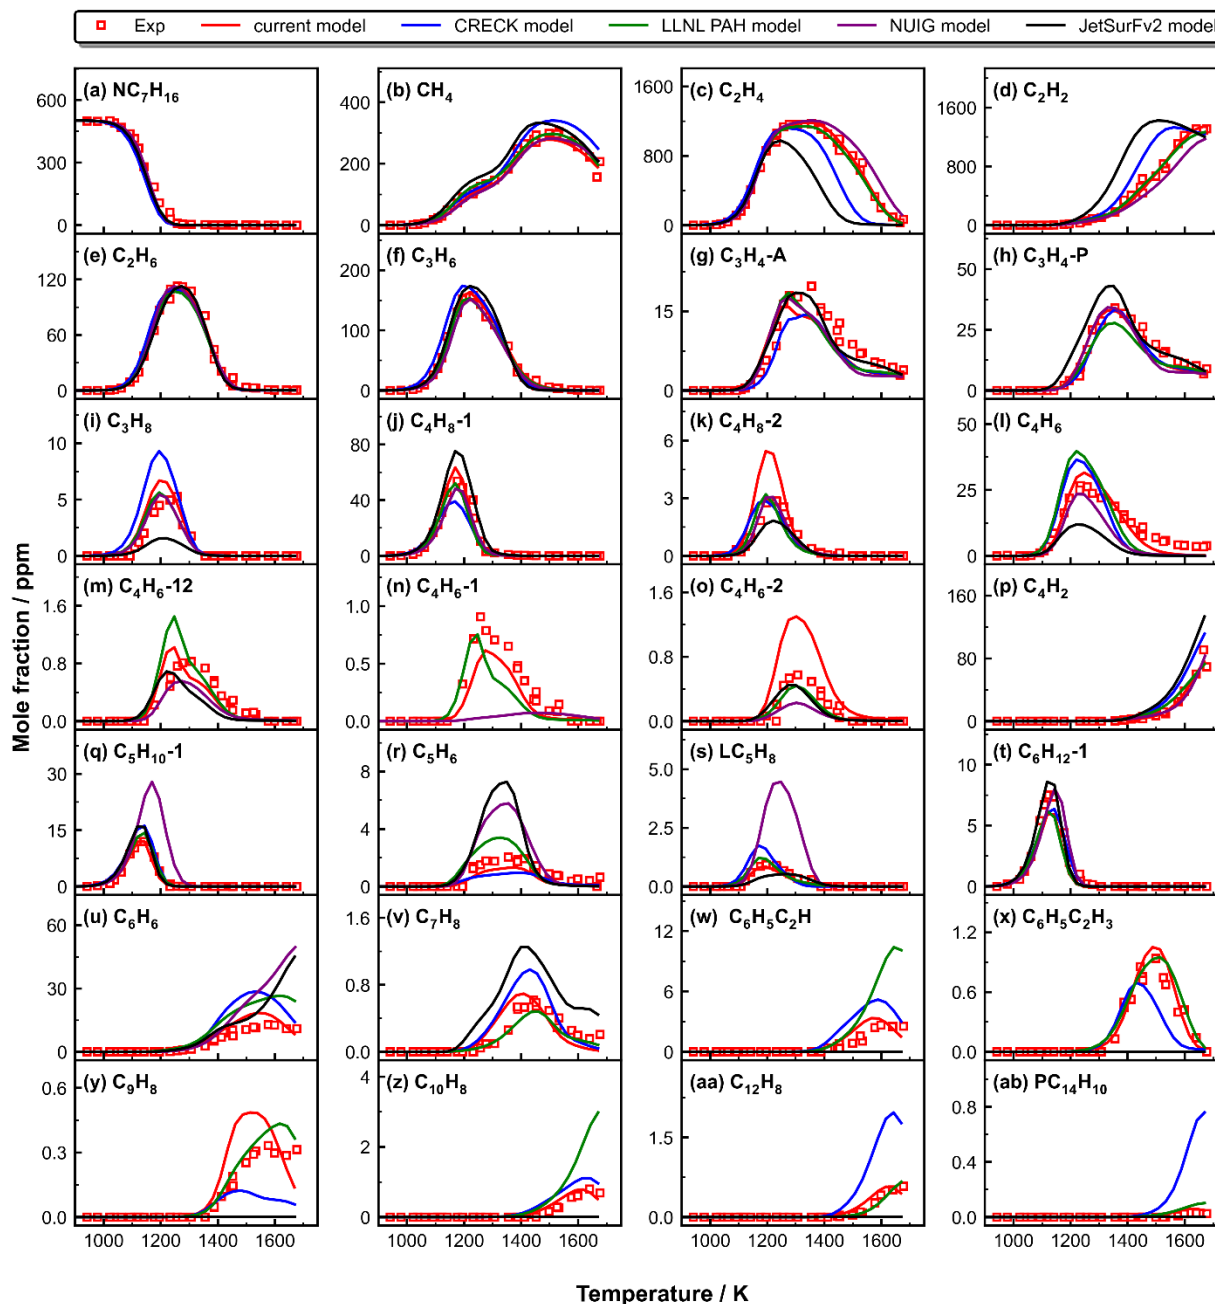 Exp current model CRECK model LLNL PAH model NUIG model JetSurFv2 model
(a) NC₇H₁₆ (b) CH₄ (c) C₂H₄ (d) C₂H₂
600 300 0
400 200 0
1600 800 0
1600 800 0
(e) C₂H₆ (f) C₃H₆ (g) C₃H₄-A (h) C₃H₄-P
120 60 0
200 100 0
15 0
50 25 0
(i) C₃H₈ (j) C₄H₈-1 (k) C₄H₈-2 (l) C₄H₆
10 5 0
80 40 0
6 3 0
50 25 0
(m) C₄H₆-12 (n) C₄H₆-1 (o) C₄H₆-2 (p) C₄H₂
1.6 0.8 0.0
1.0 0.5 0.0
1.6 0.8 0.0
160 80 0
(q) C₅H₁₀-1 (r) C₅H₆ (s) LC₅H₈ (t) C₆H₁₂-1
30 15 0
8 4 0
5.0 2.5 0.0
10 5 0
(u) C₆H₆ (v) C₇H₈ (w) C₆H₅C₂H (x) C₆H₅C₂H₃
60 30 0
1.6 0.8 0.0
12 6 0
1.2 0.6 0.0
(y) C₉H₈ (z) C₁₀H₈ (aa) C₁₂H₈ (ab) PC₁₄H₁₀
0.6 0.3 0.0
4 2 0
1.5 0.0
0.8 0.4 0.0
1000 1200 1400 1600 1000 1200 1400 1600 1000 1200 1400 1600 1000 1200 1400 1600
Mole fraction / ppm
Temperature / K